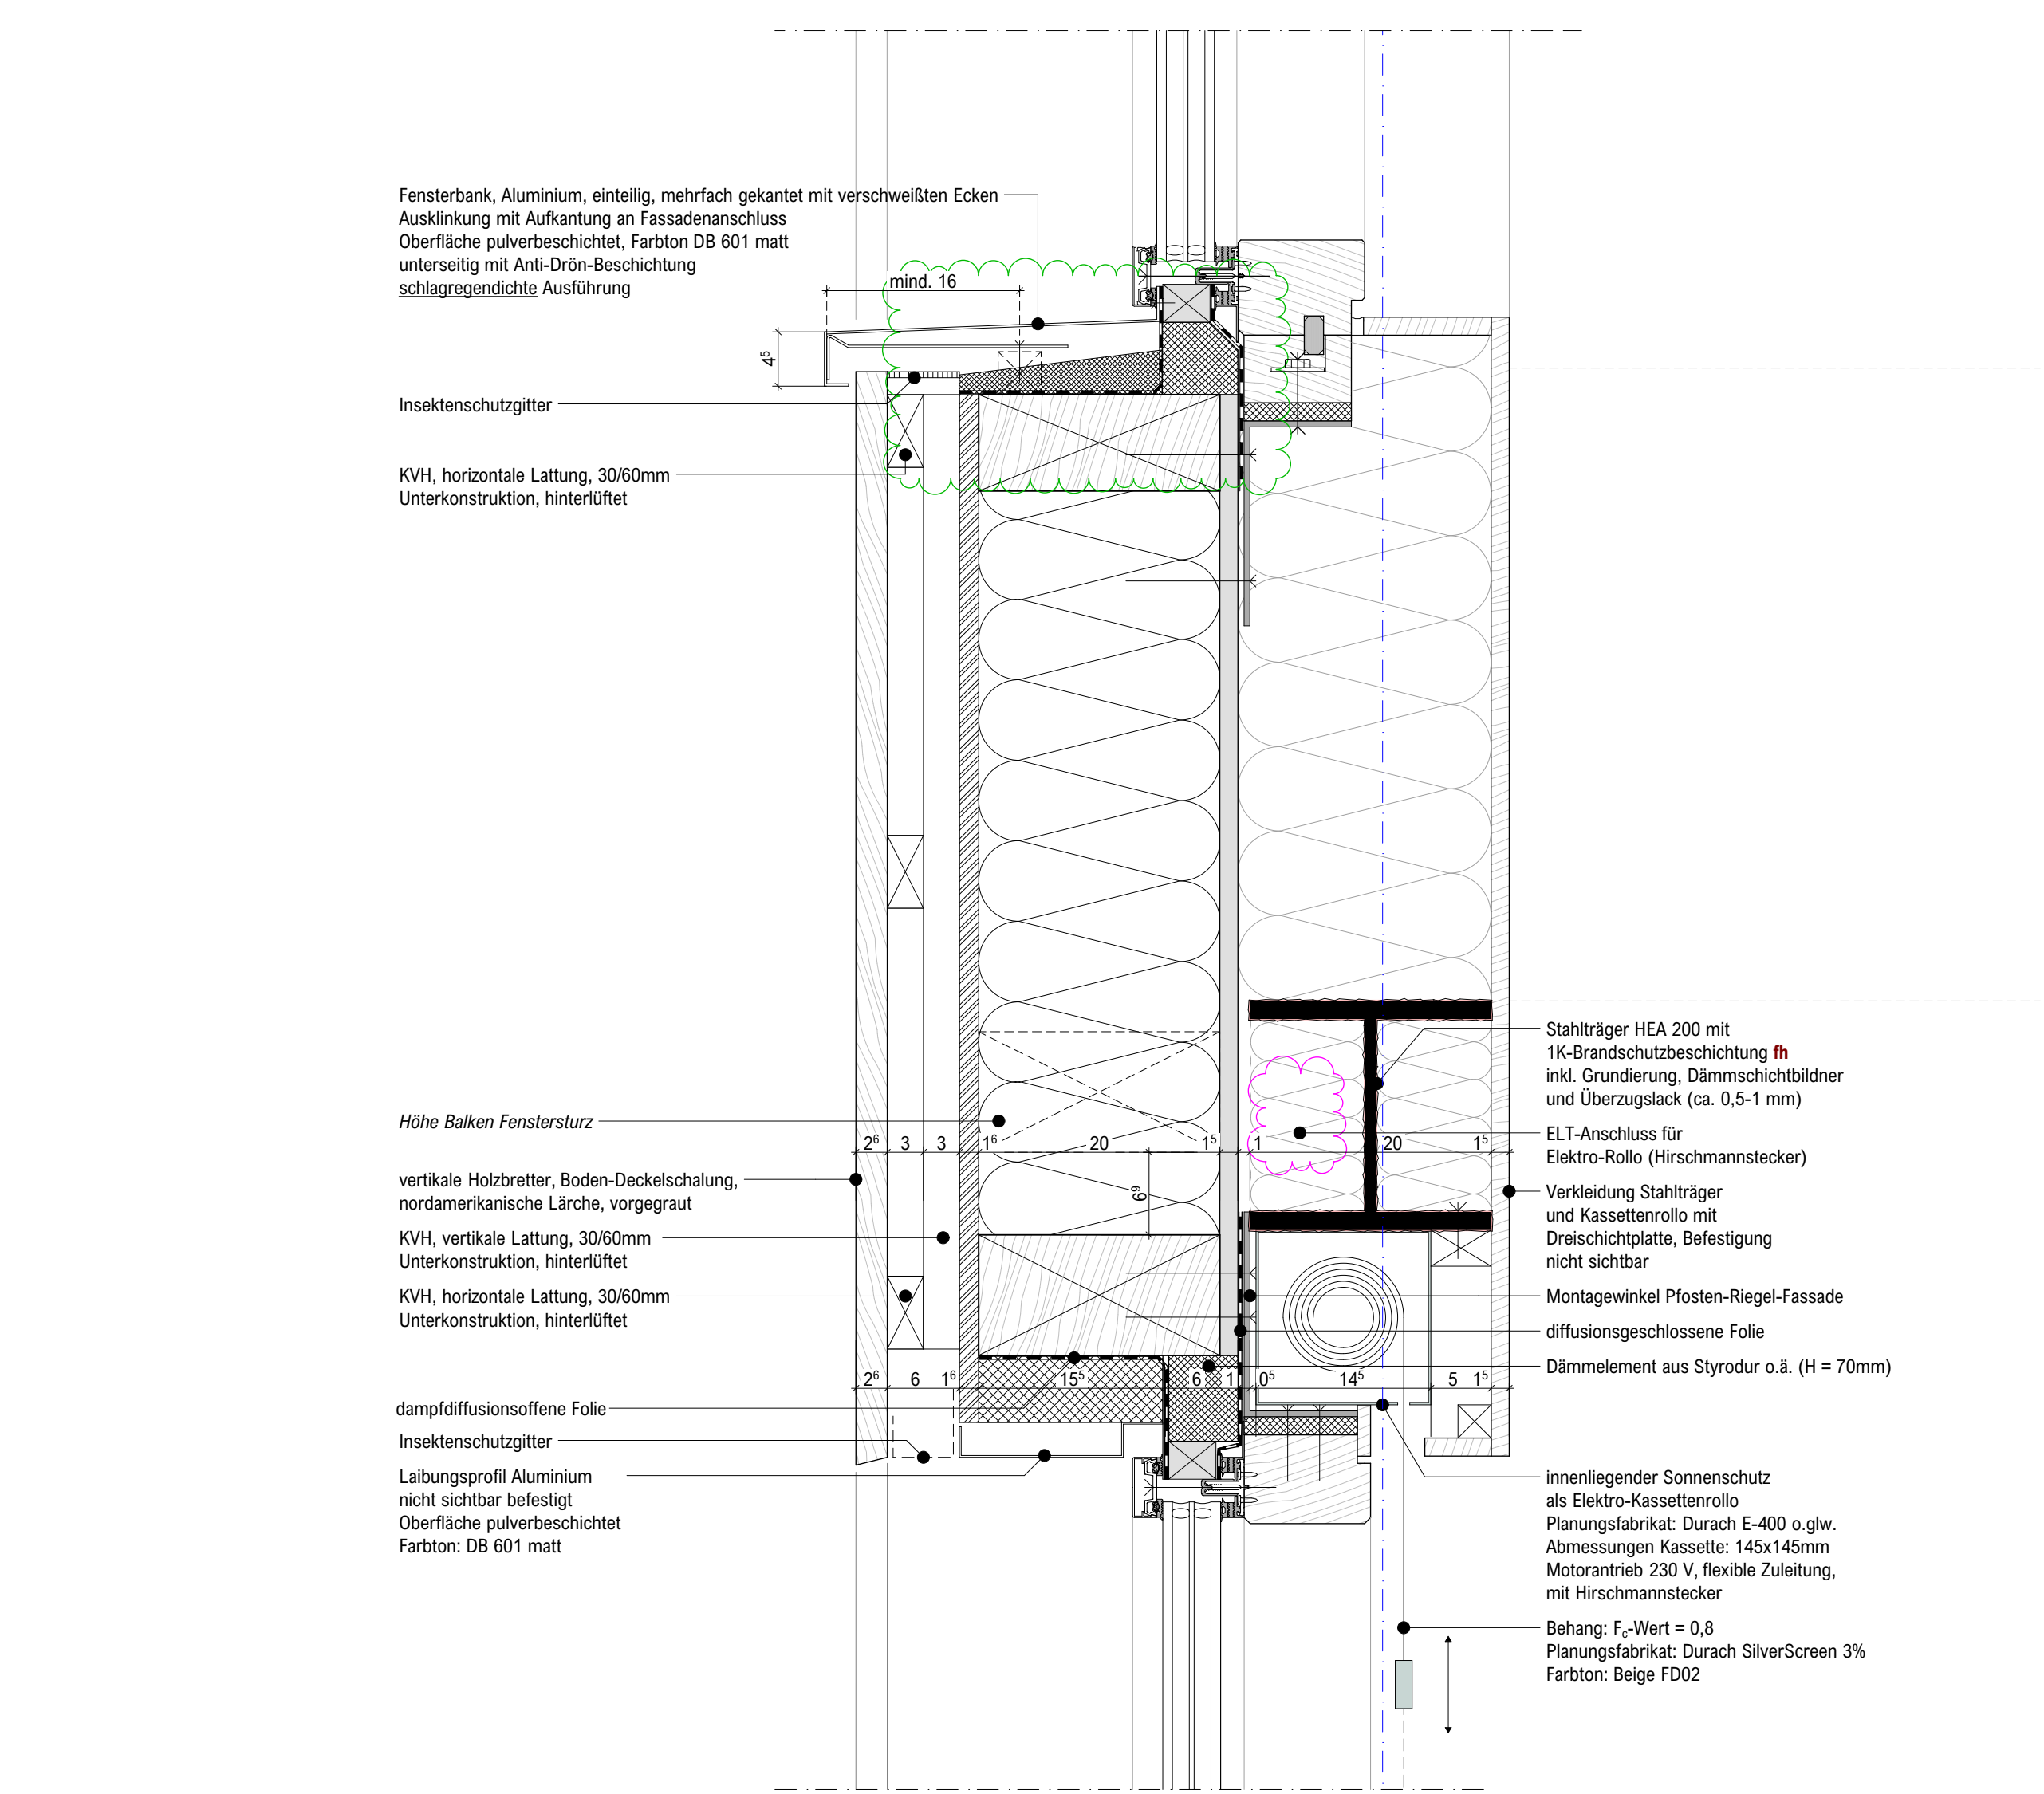 Fensterbank, Aluminium, einteilig, mehrfach gekantet mit verschweißten Ecken
Ausklinkung mit Aufkantung an Fassadenanschluss
Oberfläche pulverbeschichtet, Farbton DB 601 matt
unterseitig mit Anti-Drön-Beschichtung
schlagregendichte Ausführung
mind. 16
4⁵
Insektenschutzgitter
KVH, horizontale Lattung, 30/60mm
Unterkonstruktion, hinterlüftet
Stahlträger HEA 200 mit
1K-Brandschutzbeschichtung fh
inkl. Grundierung, Dämmschichtbildner
und Überzugslack (ca. 0,5-1 mm)
Höhe Balken Fenstersturz
ELT-Anschluss für
Elektro-Rollo (Hirschmannstecker)
2⁶ 3 3 1⁶ 20 1⁵ 1 20 1⁵
6⁹
vertikale Holzbretter, Boden-Deckelschalung,
nordamerikanische Lärche, vorgegraut
Verkleidung Stahlträger
und Kassettenrollo mit
Dreischichtplatte, Befestigung
nicht sichtbar
KVH, vertikale Lattung, 30/60mm
Unterkonstruktion, hinterlüftet
KVH, horizontale Lattung, 30/60mm
Unterkonstruktion, hinterlüftet
Montagewinkel Pfosten-Riegel-Fassade
diffusionsgeschlossene Folie
Dämmelement aus Styrodur o.ä. (H = 70mm)
2⁶ 6 1⁶ 15⁵ 6 1 0⁵ 14⁵ 5 1⁵
dampfdiffusionsoffene Folie
Insektenschutzgitter
Laibungsprofil Aluminium
nicht sichtbar befestigt
Oberfläche pulverbeschichtet
Farbton: DB 601 matt
innenliegender Sonnenschutz
als Elektro-Kassettenrollo
Planungsfabrikat: Durach E-400 o.glw.
Abmessungen Kassette: 145x145mm
Motorantrieb 230 V, flexible Zuleitung,
mit Hirschmannstecker
Behang: Fc-Wert = 0,8
Planungsfabrikat: Durach SilverScreen 3%
Farbton: Beige FD02